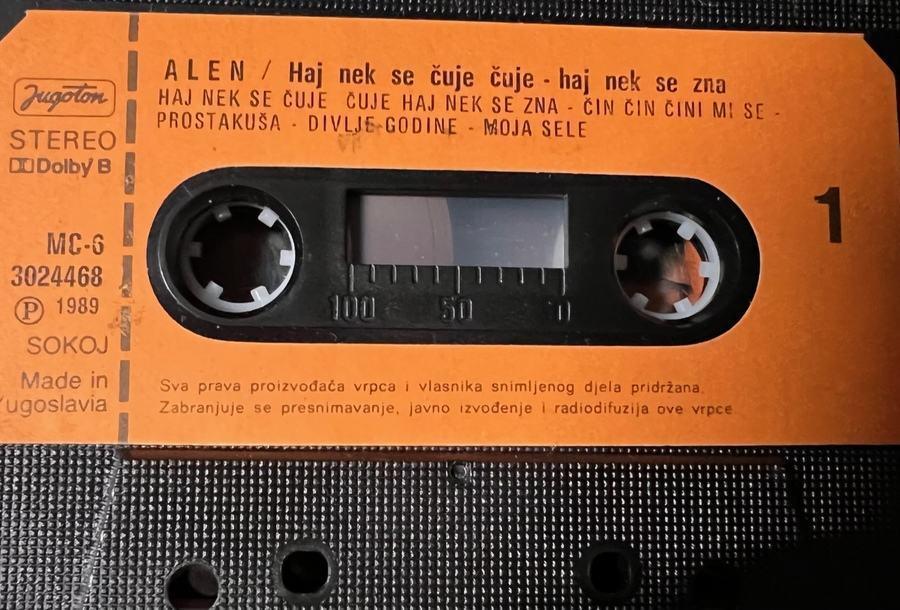 Jugoton
STEREO
Dolby B
MC-6
3024468
Ⓟ 1989
SOKOJ
Made in
Yugoslavia
ALEN / Haj nek se čuje čuje - haj nek se zna
HAJ NEK SE ČUJE ČUJE HAJ NEK SE ZNA - ČIN ČIN ČINI MI SE -
PROSTAKUŠA - DIVLJE GODINE - MOJA SELE
1
100 50 0
Sva prava proizvođača vrpca i vlasnika snimljenog djela pridržana.
Zabranjuje se presnimavanje, javno izvođenje i radiodifuzija ove vrpce